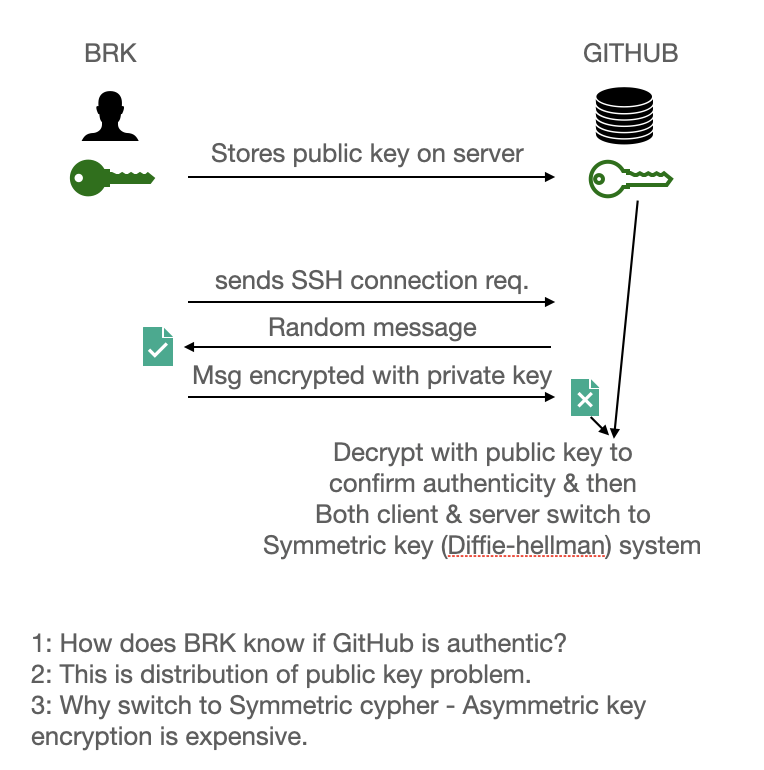 BRK
GITHUB
Stores public key on server
sends SSH connection req.
Random message
Msg encrypted with private key
Decrypt with public key to
confirm authenticity & then
Both client & server switch to
Symmetric key (Diffie-hellman) system
1: How does BRK know if GitHub is authentic?
2: This is distribution of public key problem.
3: Why switch to Symmetric cypher - Asymmetric key
encryption is expensive.